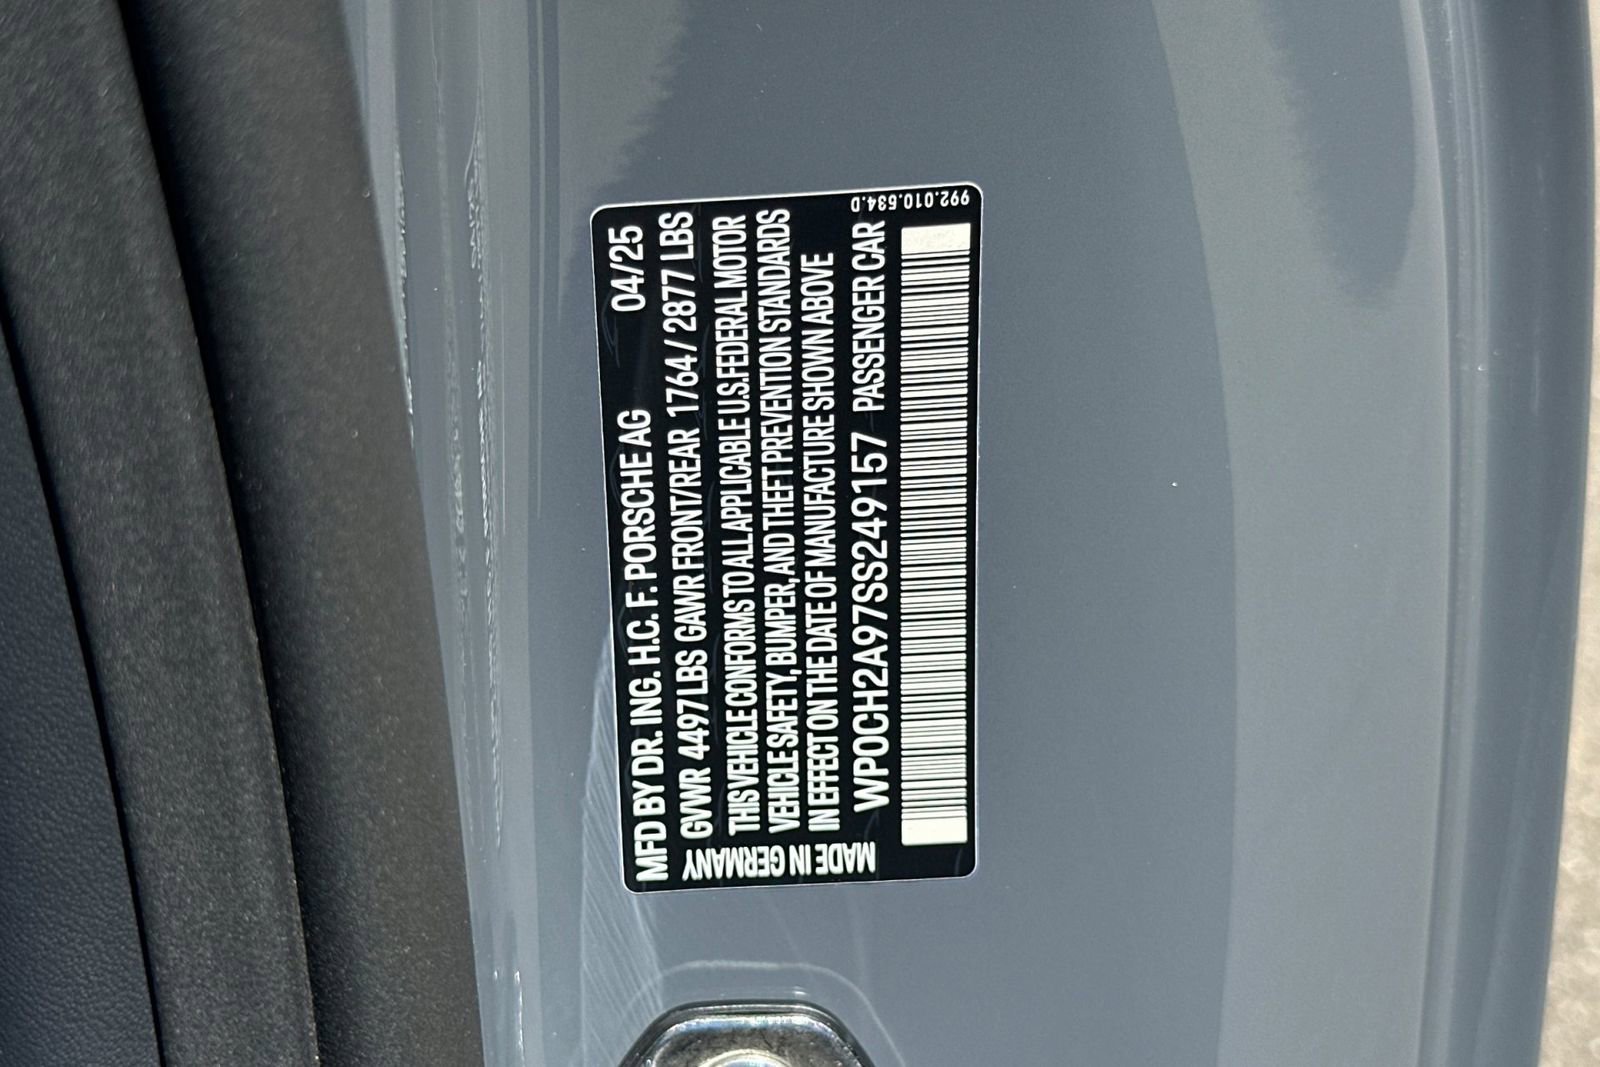 MFD BY DR. ING. H.C. F. PORSCHE AG 04/25
GVWR 4497 LBS GAWR FRONT/REAR 1764 / 2877 LBS
THIS VEHICLE CONFORMS TO ALL APPLICABLE U.S.FEDERAL MOTOR
VEHICLE SAFETY, BUMPER, AND THEFT PREVENTION STANDARDS
IN EFFECT ON THE DATE OF MANUFACTURE SHOWN ABOVE
WP0CH2A97SS249157 PASSENGER CAR
MADE IN GERMANY
992.010.534.D